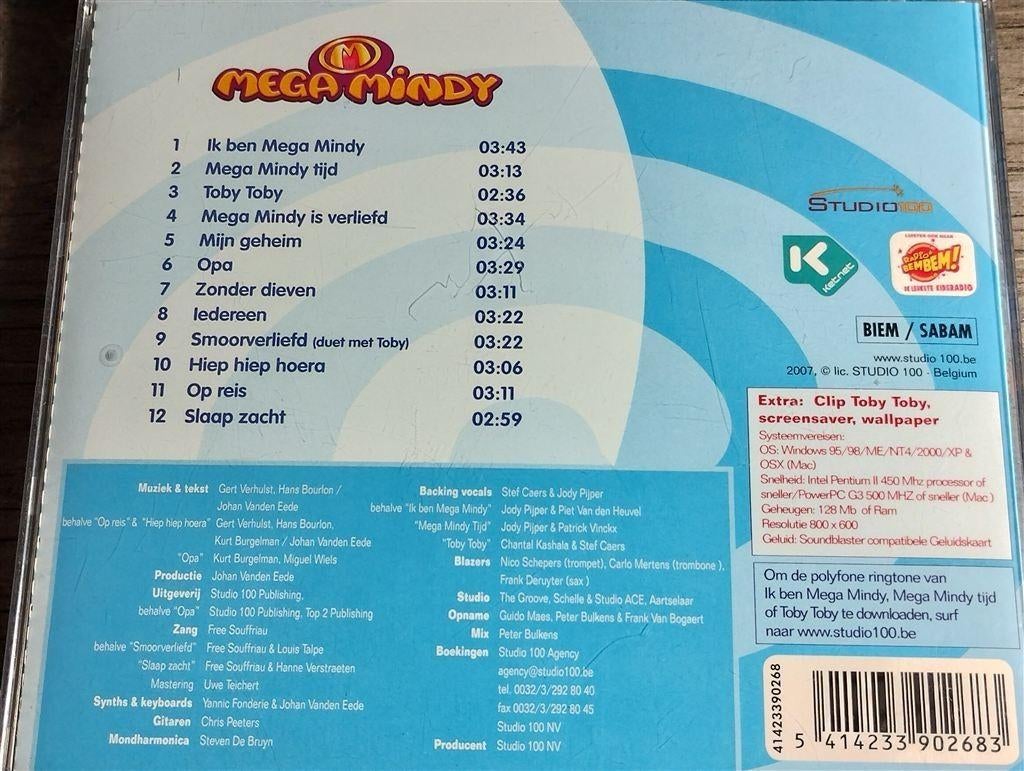 M
MEGA MINDY
1 Ik ben Mega Mindy 03:43
2 Mega Mindy tijd 03:13
3 Toby Toby 02:36
4 Mega Mindy is verliefd 03:34
5 Mijn geheim 03:24
6 Opa 03:29
7 Zonder dieven 03:11
8 Iedereen 03:22
9 Smoorverliefd (duet met Toby) 03:22
10 Hiep hiep hoera 03:06
11 Op reis 03:11
12 Slaap zacht 02:59
STUDIO100
K
Ketnet
LUISTER OOK NAAR
RADIO
BEMBEM!
DE LEUKSTE KIDSRADIO
BIEM / SABAM
www.studio 100.be
2007, © lic. STUDIO 100 - Belgium
Extra: Clip Toby Toby,
screensaver, wallpaper
Systeemvereisen:
OS: Windows 95/98/ME/NT4/2000/XP &
OSX (Mac)
Snelheid: Intel Pentium II 450 Mhz processor of
sneller/PowerPC G3 500 MHZ of sneller (Mac )
Geheugen: 128 Mb of Ram
Resolutie 800 x 600
Geluid: Soundblaster compatibele Geluidskaart
Om de polyfone ringtone van
Ik ben Mega Mindy, Mega Mindy tijd
of Toby Toby te downloaden, surf
naar www.studio100.be
Muziek & tekst Gert Verhulst, Hans Bourlon /
Johan Vanden Eede
behalve "Op reis" & "Hiep hiep hoera" Gert Verhulst, Hans Bourlon,
Kurt Burgelman / Johan Vanden Eede
"Opa" Kurt Burgelman, Miguel Wiels
Productie Johan Vanden Eede
Uitgeverij Studio 100 Publishing,
behalve "Opa" Studio 100 Publishing, Top 2 Publishing
Zang Free Souffriau
behalve "Smoorverliefd" Free Souffriau & Louis Talpe
"Slaap zacht" Free Souffriau & Hanne Verstraeten
Mastering Uwe Teichert
Synths & keyboards Yannic Fonderie & Johan Vanden Eede
Gitaren Chris Peeters
Mondharmonica Steven De Bruyn
Backing vocals Stef Caers & Jody Pijper
behalve "Ik ben Mega Mindy" Jody Pijper & Piet Van den Heuvel
"Mega Mindy Tijd" Jody Pijper & Patrick Vinckx
"Toby Toby" Chantal Kashala & Stef Caers
Blazers Nico Schepers (trompet), Carlo Mertens (trombone ),
Frank Deruyter (sax )
Studio The Groove, Schelle & Studio ACE, Aartselaar
Opname Guido Maes, Peter Bulkens & Frank Van Bogaert
Mix Peter Bulkens
Boekingen Studio 100 Agency
agency@studio100.be
tel. 0032/3/292 80 40
fax 0032/3/292 80 45
Studio 100 NV
Producent Studio 100 NV
41423390268
5 414233 902683